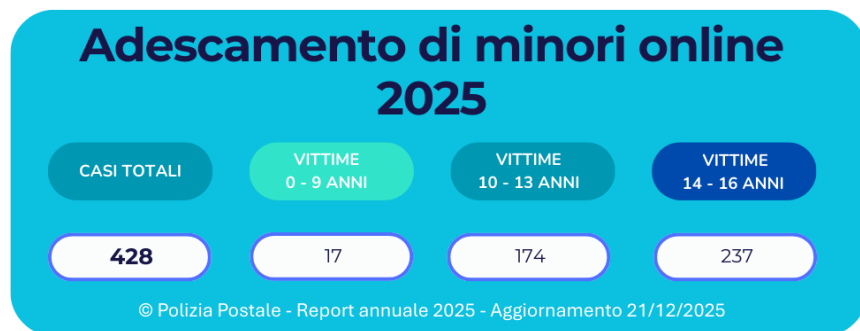 Adescamento di minori online
2025
CASI TOTALI
VITTIME
0 - 9 ANNI
VITTIME
10 - 13 ANNI
VITTIME
14 - 16 ANNI
428
17
174
237
© Polizia Postale - Report annuale 2025 - Aggiornamento 21/12/2025